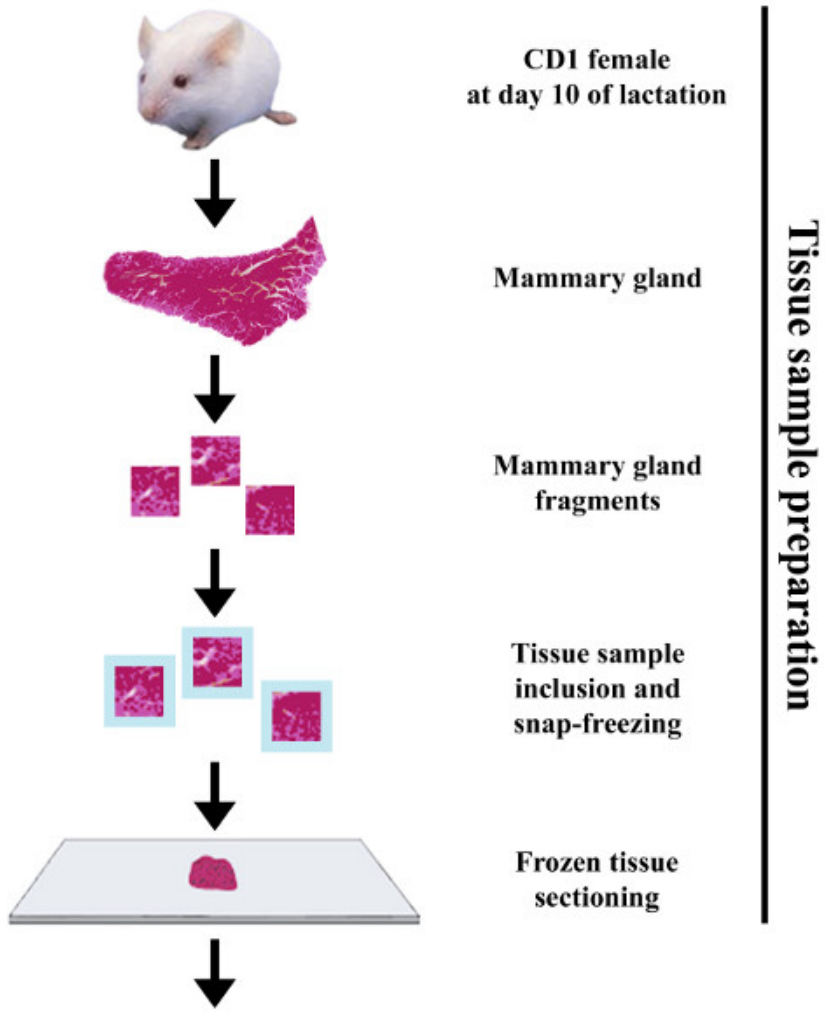 CD1 female
at day 10 of lactation
Mammary gland
Mammary gland
fragments
Tissue sample
inclusion and
snap-freezing
Frozen tissue
sectioning
Tissue sample preparation